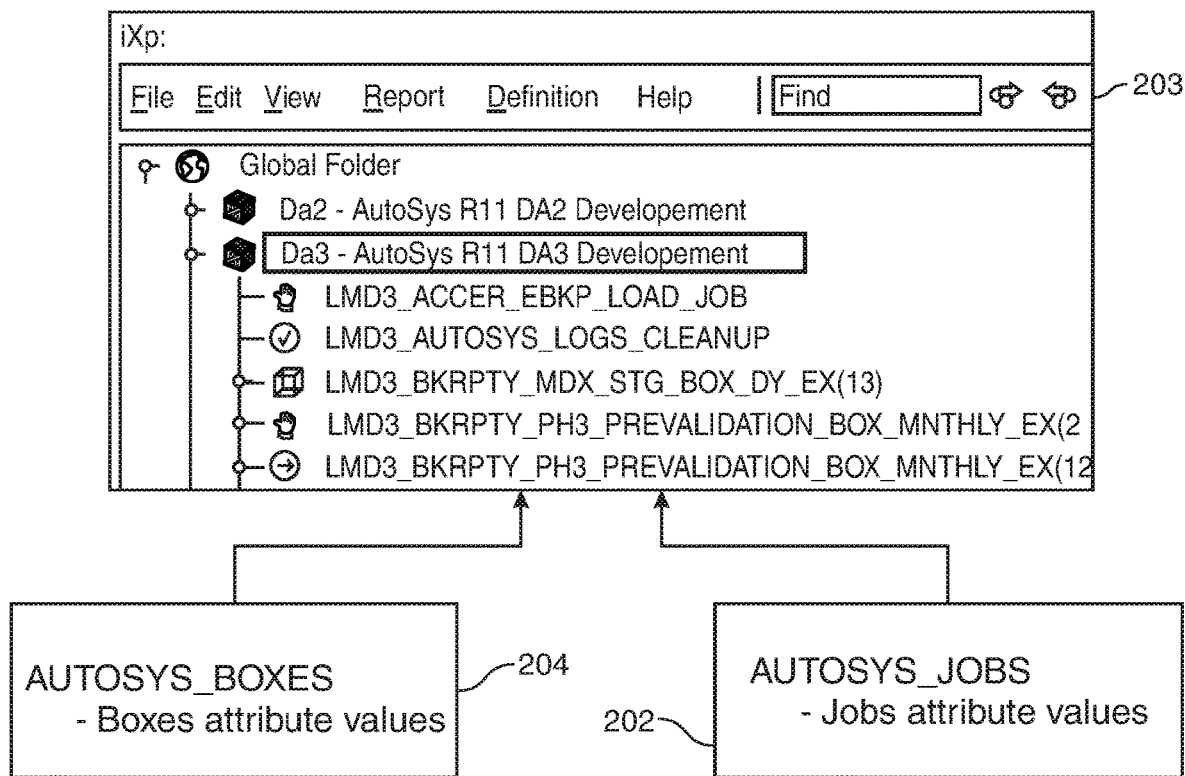 iXp:
File Edit View Report Definition Help Find
203
Global Folder
Da2 - AutoSys R11 DA2 Developement
Da3 - AutoSys R11 DA3 Developement
LMD3_ACCER_EBKP_LOAD_JOB
LMD3_AUTOSYS_LOGS_CLEANUP
LMD3_BKRPTY_MDX_STG_BOX_DY_EX(13)
LMD3_BKRPTY_PH3_PREVALIDATION_BOX_MNTHLY_EX(2
LMD3_BKRPTY_PH3_PREVALIDATION_BOX_MNTHLY_EX(12
AUTOSYS_BOXES
- Boxes attribute values
204
AUTOSYS_JOBS
- Jobs attribute values
202